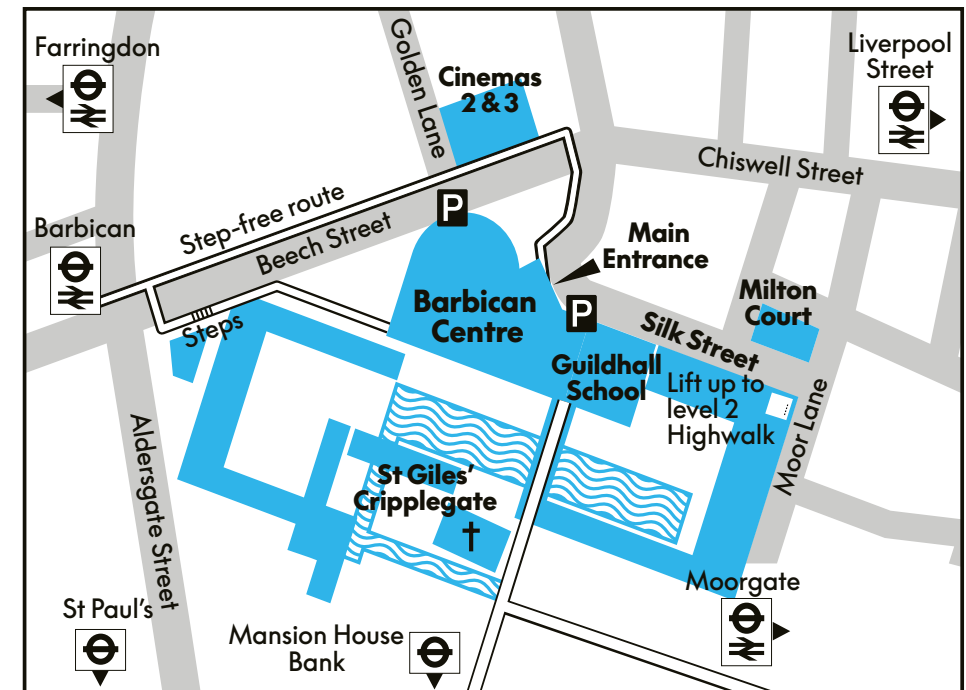 Farringdon
Golden Lane
Cinemas
2 & 3
Liverpool
Street
Chiswell Street
Step-free route
Beech Street
P
Barbican
Main
Entrance
Steps
Barbican
Centre
P
Milton
Court
Silk Street
Guildhall
School
Lift up to
level 2
Highwalk
Moor Lane
Aldersgate Street
St Giles'
Cripplegate
St Paul's
Mansion House
Bank
Moorgate